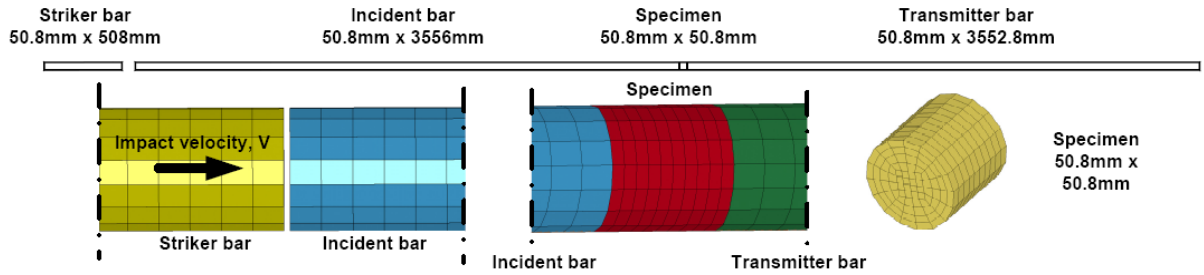 Striker bar
50.8mm x 508mm
Incident bar
50.8mm x 3556mm
Specimen
50.8mm x 50.8mm
Transmitter bar
50.8mm x 3552.8mm
Specimen
Impact velocity, V
Specimen
50.8mm x
50.8mm
Striker bar
Incident bar
Incident bar
Transmitter bar